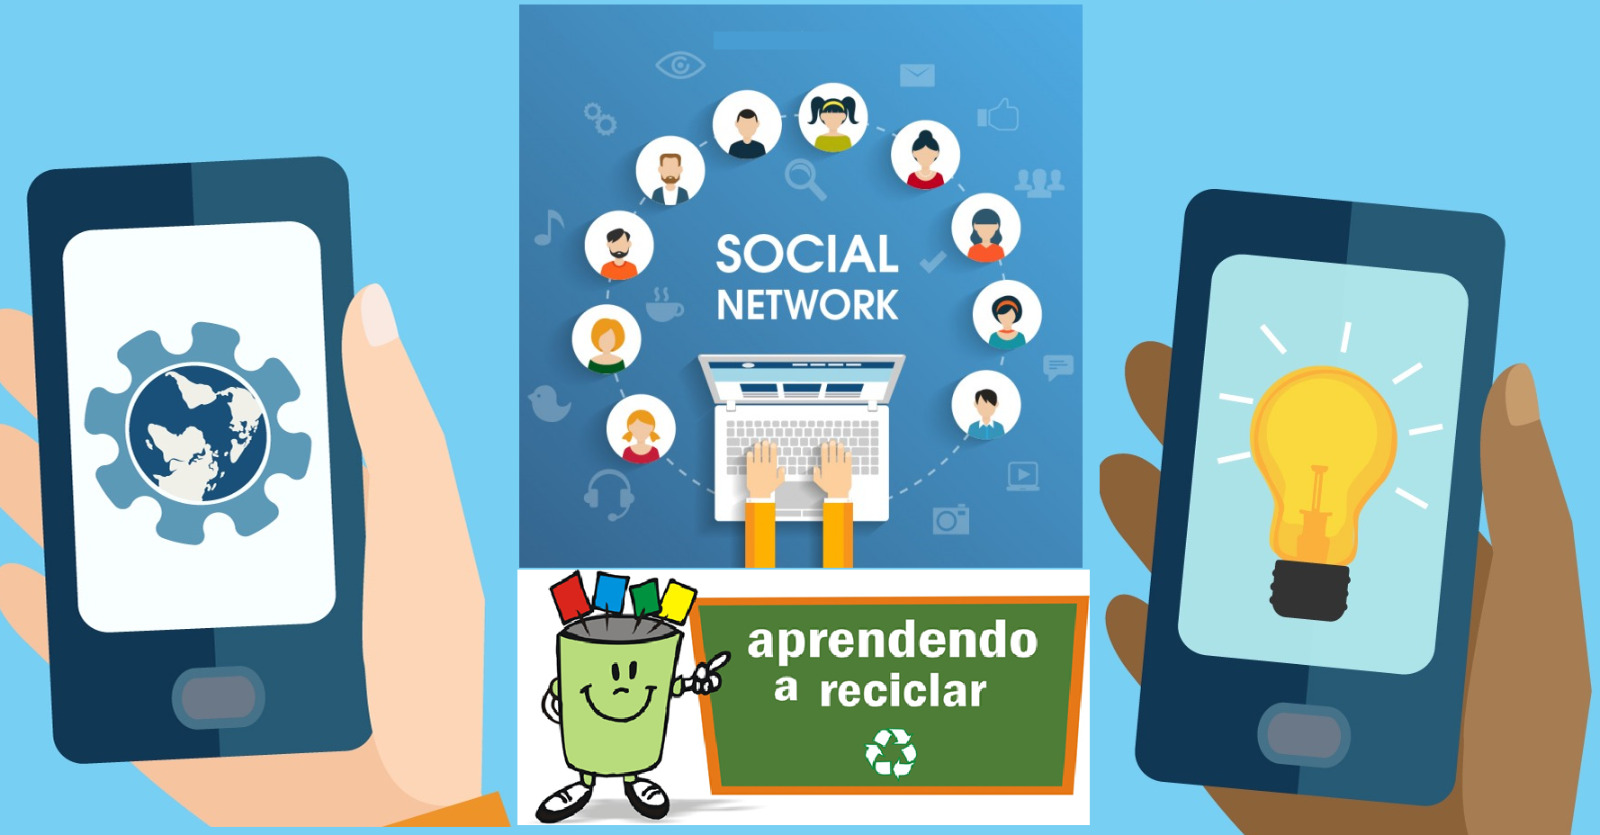 SOCIAL
NETWORK
aprendendo
a reciclar